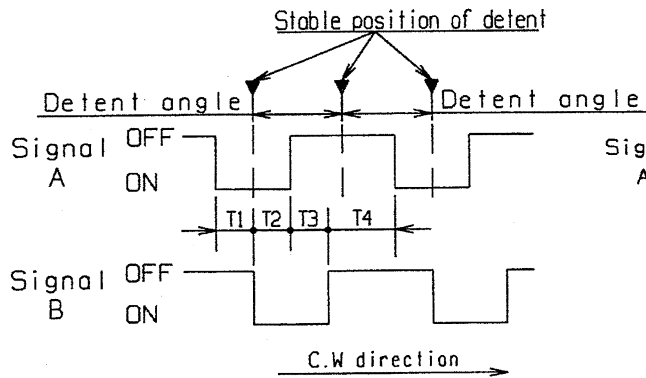 Stable position of detent
Detent angle
Detent angle
Signal A
OFF
ON
Sig
A
T1 T2 T3 T4
Signal B
OFF
ON
C.W direction